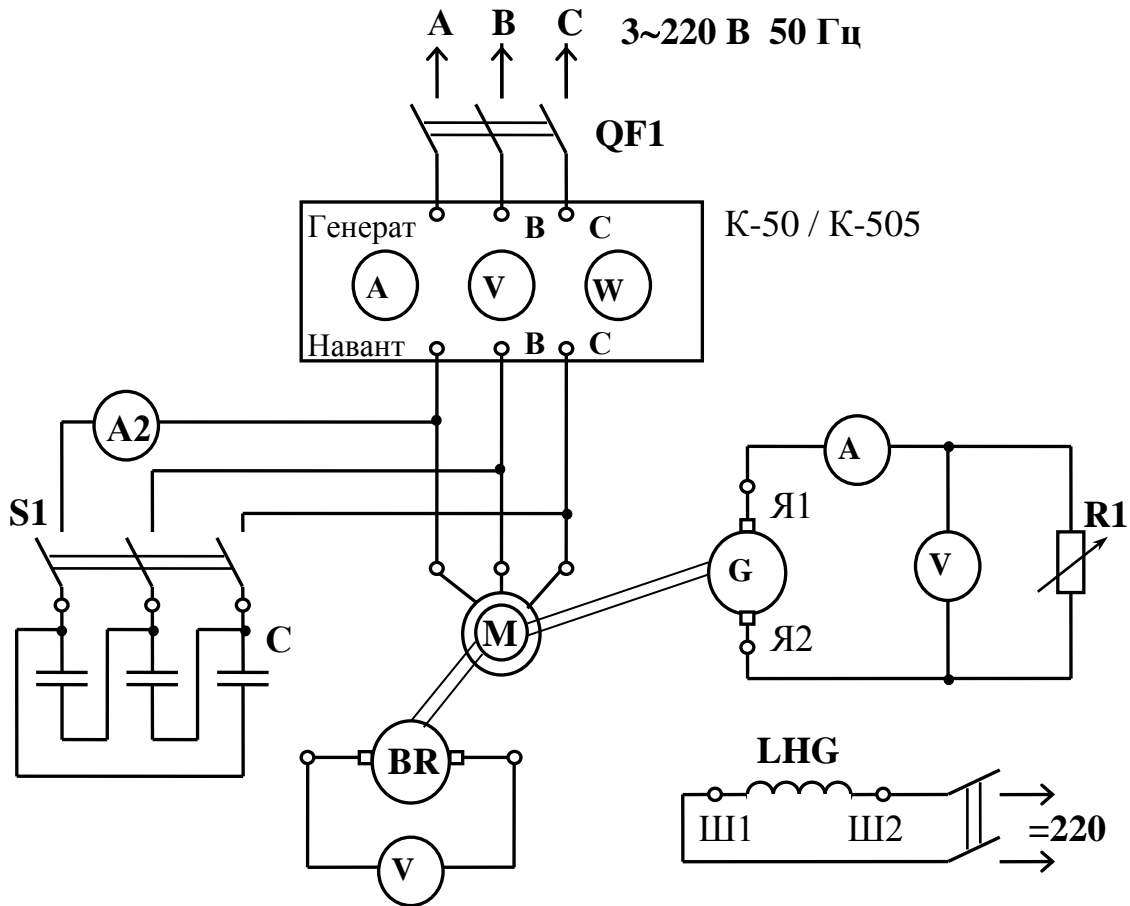 A B C 3~220 В 50 Гц
QF1
Генерат B C
К-50 / К-505
A V W
Навант B C
A2
A
S1
Я1
R1
G
V
M
C
Я2
BR
LHG
Ш1 Ш2 =220
V